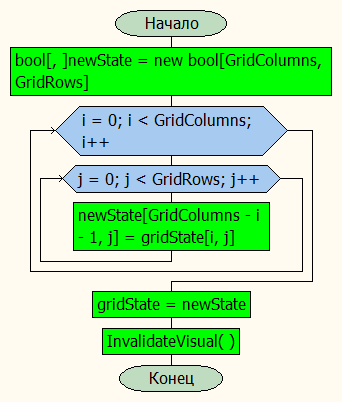 Начало
bool[, ]newState = new bool[GridColumns,
GridRows]
i = 0; i < GridColumns;
i++
j = 0; j < GridRows; j++
newState[GridColumns - i
- 1, j] = gridState[i, j]
gridState = newState
InvalidateVisual( )
Конец